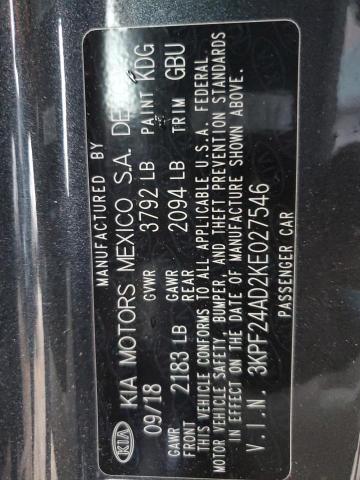 MANUFACTURED BY
KIA KIA MOTORS MEXICO S.A. DE
09/18 GVWR 3792 LB PAINT KDG
GAWR FRONT 2183 LB GAWR REAR 2094 LB TRIM GBU
THIS VEHICLE CONFORMS TO ALL APPLICABLE U.S.A. FEDERAL
MOTOR VEHICLE SAFETY, BUMPER, AND THEFT PREVENTION STANDARDS
IN EFFECT ON THE DATE OF MANUFACTURE SHOWN ABOVE.
V.I.N. 3KPF24AD2KE027546
PASSENGER CAR